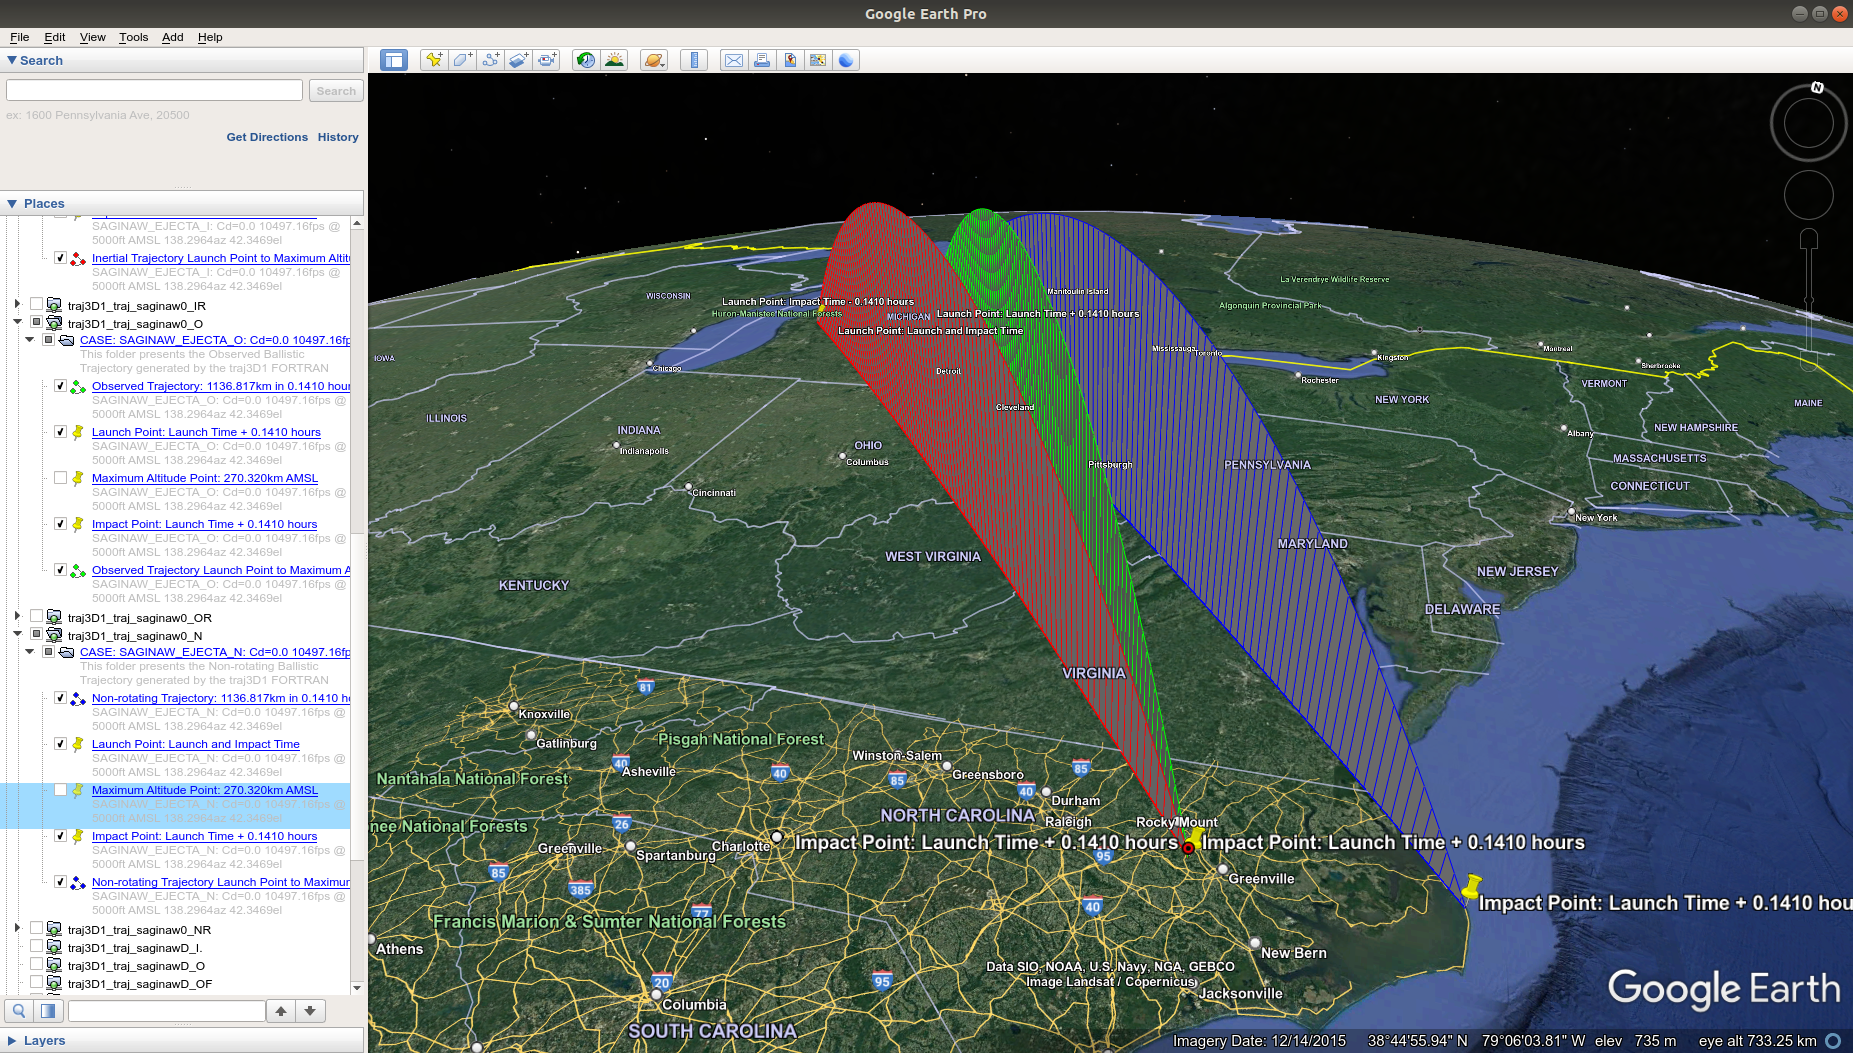 Google Earth Pro
File Edit View Tools Add Help
Search
Search
ex: 1600 Pennsylvania Ave, 20500
Get Directions History
Places
SAGINAW_EJECTA_I: Cd=0.0 10497.16fps @
5000ft AMSL 138.2964az 42.3469el
Inertial Trajectory Launch Point to Maximum Altit
SAGINAW_EJECTA_I: Cd=0.0 10497.16fps @
5000ft AMSL 138.2964az 42.3469el
traj3D1_traj_saginaw0_IR
traj3D1_traj_saginaw0_O
CASE: SAGINAW_EJECTA_O: Cd=0.0 10497.16fp
This folder presents the Observed Ballistic
Trajectory generated by the traj3D1 FORTRAN
Observed Trajectory: 1136.817km in 0.1410 hour
SAGINAW_EJECTA_O: Cd=0.0 10497.16fps @
5000ft AMSL 138.2964az 42.3469el
Launch Point: Launch Time + 0.1410 hours
SAGINAW_EJECTA_O: Cd=0.0 10497.16fps @
5000ft AMSL 138.2964az 42.3469el
Maximum Altitude Point: 270.320km AMSL
SAGINAW_EJECTA_O: Cd=0.0 10497.16fps @
5000ft AMSL 138.2964az 42.3469el
Impact Point: Launch Time + 0.1410 hours
SAGINAW_EJECTA_O: Cd=0.0 10497.16fps @
5000ft AMSL 138.2964az 42.3469el
Observed Trajectory Launch Point to Maximum A
SAGINAW_EJECTA_O: Cd=0.0 10497.16fps @
5000ft AMSL 138.2964az 42.3469el
traj3D1_traj_saginaw0_OR
traj3D1_traj_saginaw0_N
CASE: SAGINAW_EJECTA_N: Cd=0.0 10497.16fp
This folder presents the Non-rotating Ballistic
Trajectory generated by the traj3D1 FORTRAN
Non-rotating Trajectory: 1136.817km in 0.1410 ho
SAGINAW_EJECTA_N: Cd=0.0 10497.16fps @
5000ft AMSL 138.2964az 42.3469el
Launch Point: Launch and Impact Time
SAGINAW_EJECTA_N: Cd=0.0 10497.16fps @
5000ft AMSL 138.2964az 42.3469el
Maximum Altitude Point: 270.320km AMSL
SAGINAW_EJECTA_N: Cd=0.0 10497.16fps @
5000ft AMSL 138.2964az 42.3469el
Impact Point: Launch Time + 0.1410 hours
SAGINAW_EJECTA_N: Cd=0.0 10497.16fps @
5000ft AMSL 138.2964az 42.3469el
Non-rotating Trajectory Launch Point to Maximur
SAGINAW_EJECTA_N: Cd=0.0 10497.16fps @
5000ft AMSL 138.2964az 42.3469el
traj3D1_traj_saginaw0_NR
traj3D1_traj_saginawD_I.
traj3D1_traj_saginawD_O
traj3D1_traj_saginawD_OF
Layers
N
La Verendrye Wildlife Reserve
WISCONSIN
Manitoulin Island
Launch Point: Impact Time - 0.1410 hours
Algonquin Provincial Park
Huron-Manistee National Forests
MICHIGAN
Launch Point: Launch Time + 0.1410 hours
Launch Point: Launch and Impact Time
IOWA
Chicago
Detroit
Mississauga
Toronto
Kingston
Montreal
Sherbrooke
Rochester
VERMONT
NEW YORK
MAINE
Cleveland
ILLINOIS
INDIANA
Indianapolis
OHIO
Columbus
Albany
NEW HAMPSHIRE
Pittsburgh
PENNSYLVANIA
MASSACHUSETTS
CONNECTICUT
Cincinnati
New York
WEST VIRGINIA
MARYLAND
KENTUCKY
NEW JERSEY
DELAWARE
VIRGINIA
81
Knoxville
Gatlinburg
Pisgah National Forest
Winston-Salem
Greensboro
40
Asheville
40
85
85
Nantahala National Forest
40
Durham
NORTH CAROLINA
Raleigh
Rocky Mount
nee National Forests
26
Greenville
Spartanburg
Charlotte
Impact Point: Launch Time + 0.1410 hours
Impact Point: Launch Time + 0.1410 hours
95
85
385
Greenville
Impact Point: Launch Time + 0.1410 hou
77
40
Francis Marion & Sumter National Forests
Athens
New Bern
Data SIO, NOAA, U.S. Navy, NGA, GEBCO
Image Landsat / Copernicus
20
95
Jacksonville
Columbia
Google Earth
SOUTH CAROLINA
Imagery Date: 12/14/2015 38°44'55.94" N 79°06'03.81" W elev 735 m eye alt 733.25 km